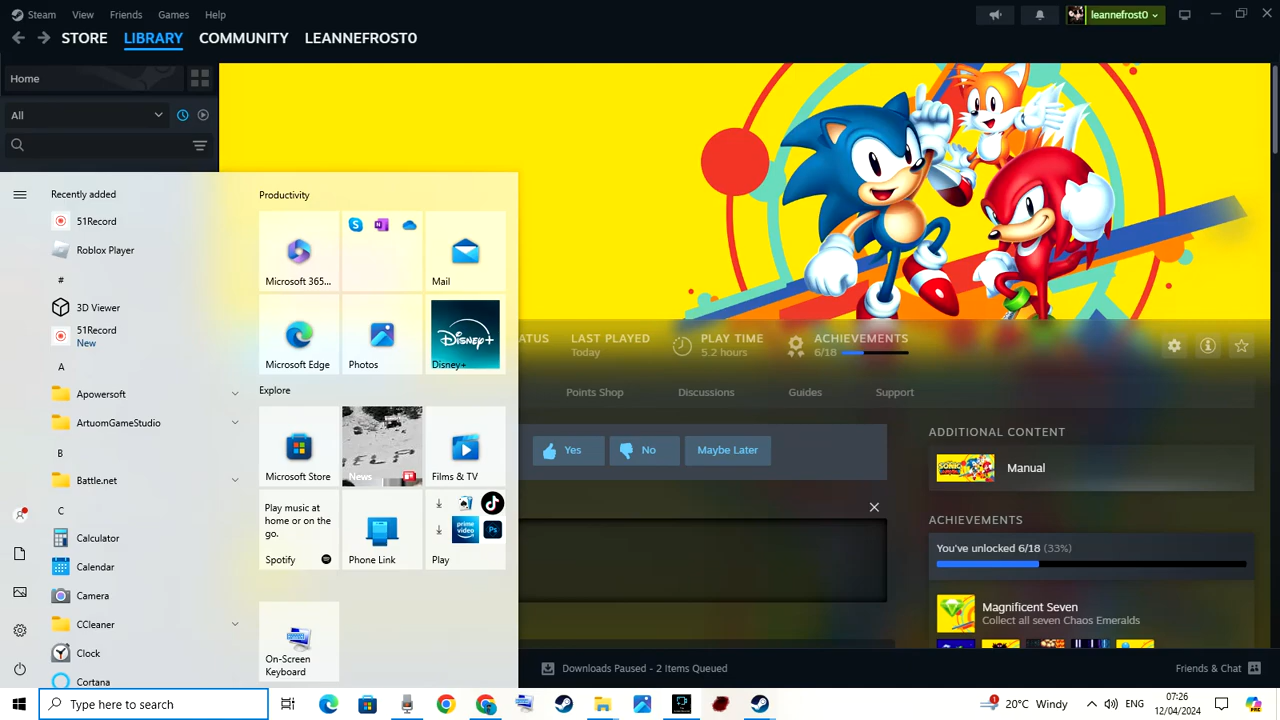 Steam View Friends Games Help
leannefrost0
STORE LIBRARY COMMUNITY LEANNEFROST0
Home
All
Recently added
51Record
Roblox Player
#
3D Viewer
51Record
New
A
Apowersoft
ArtuomGameStudio
B
Battle.net
C
Calculator
Calendar
Camera
CCleaner
Clock
Cortana
Productivity
Microsoft 365...
Mail
Microsoft Edge
Photos
Disney+
Disney+
Explore
Microsoft Store
News
Films & TV
Play music at
home or on the
go.
Spotify
Phone Link
prime
video
Ps
Play
On-Screen
Keyboard
LAST PLAYED
Today
PLAY TIME
5.2 hours
ACHIEVEMENTS
6/18
Points Shop Discussions Guides Support
Yes No Maybe Later
ADDITIONAL CONTENT
Manual
ACHIEVEMENTS
You've unlocked 6/18 (33%)
Magnificent Seven
Collect all seven Chaos Emeralds
Downloads Paused - 2 Items Queued
Friends & Chat
Type here to search
20°C Windy
ENG
07:26
12/04/2024